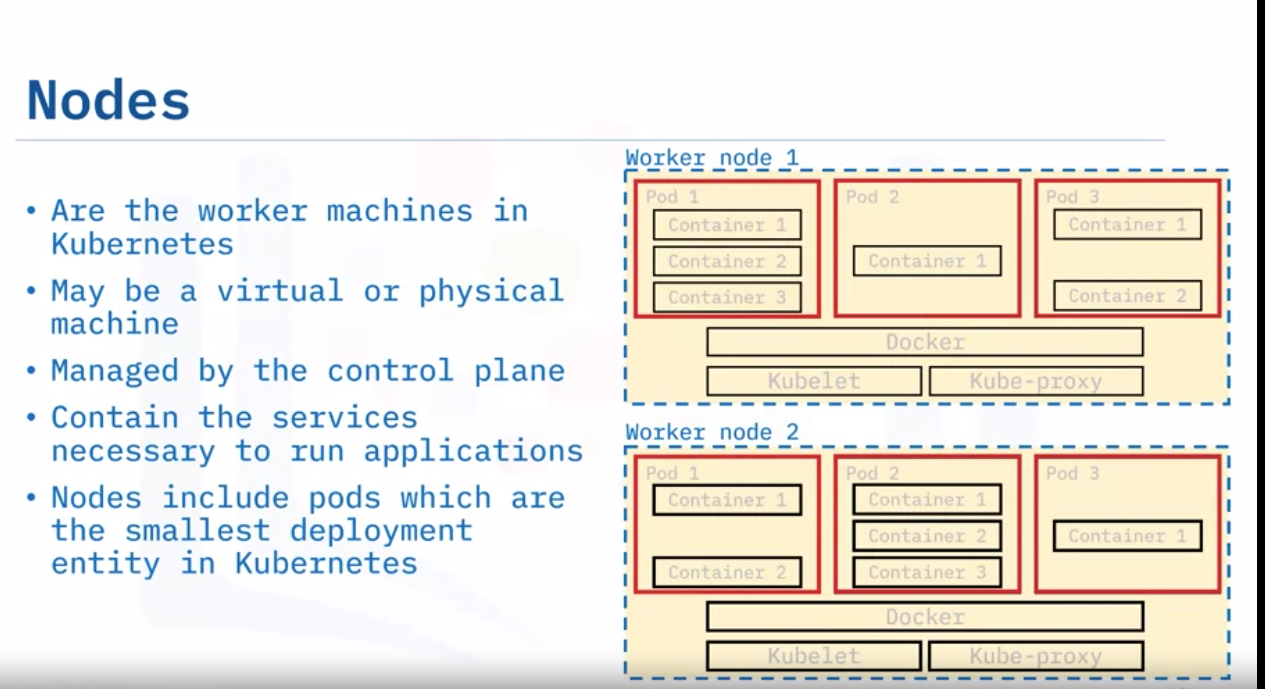 Nodes
• Are the worker machines in
Kubernetes
• May be a virtual or physical
machine
• Managed by the control plane
• Contain the services
necessary to run applications
• Nodes include pods which are
the smallest deployment
entity in Kubernetes
Worker node 1
Pod 1
Container 1
Container 2
Container 3
Pod 2
Container 1
Pod 3
Container 1
Container 2
Docker
Kubelet
Kube-proxy
Worker node 2
Pod 1
Container 1
Container 2
Pod 2
Container 1
Container 2
Container 3
Pod 3
Container 1
Docker
Kubelet
Kube-proxy